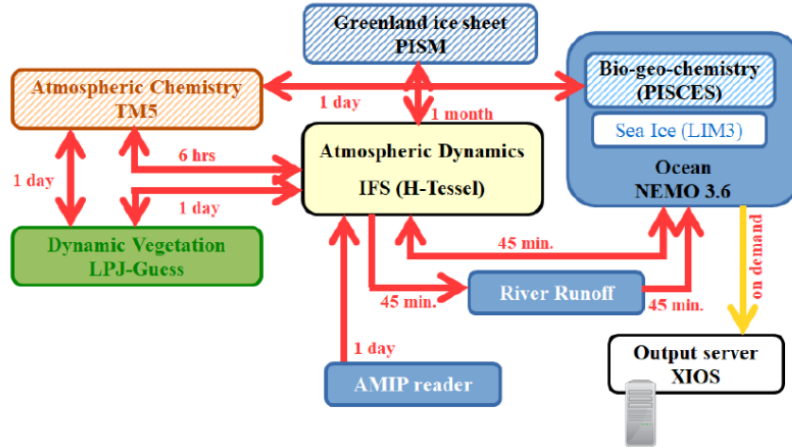 Greenland ice sheet
PISM
Atmospheric Chemistry
TM5
1 day
1 month
Bio-geo-chemistry
(PISCES)
Sea Ice (LIM3)
Ocean
NEMO 3.6
6 hrs
Atmospheric Dynamics
IFS (H-Tessel)
1 day
1 day
Dynamic Vegetation
LPJ-Guess
45 min.
45 min.
River Runoff
45 min.
on demand
1 day
AMIP reader
Output server
XIOS